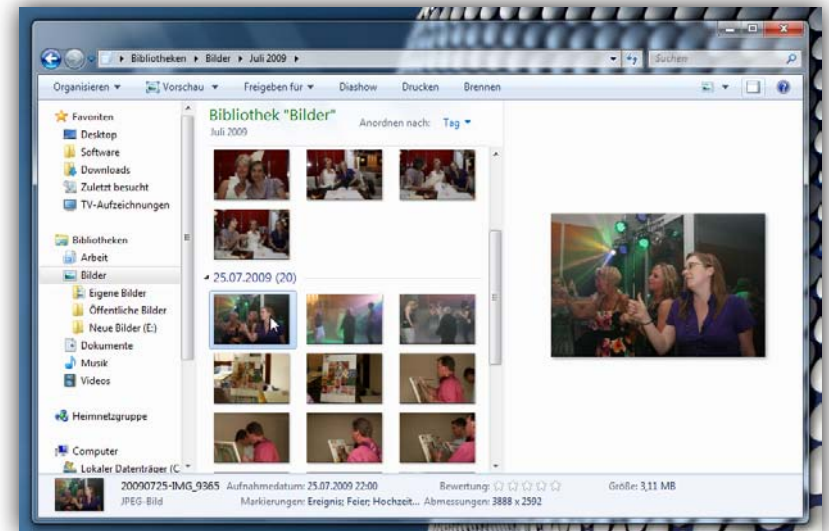 Bibliotheken Bilder Juli 2009
Suchen
Organisieren Vorschau Freigeben für Diashow Drucken Brennen
Favoriten
Desktop
Software
Downloads
Zuletzt besucht
TV-Aufzeichnungen
Bibliotheken
Arbeit
Bilder
Eigene Bilder
Öffentliche Bilder
Neue Bilder (E:)
Dokumente
Musik
Videos
Heimnetzgruppe
Computer
Lokaler Datenträger (C
Bibliothek "Bilder"
Juli 2009
Anordnen nach: Tag
25.07.2009 (20)
20090725-IMG_9365 Aufnahmedatum: 25.07.2009 22:00 Bewertung: Größe: 3,11 MB
JPEG-Bild Markierungen: Ereignis; Feier; Hochzeit... Abmessungen: 3888 x 2592